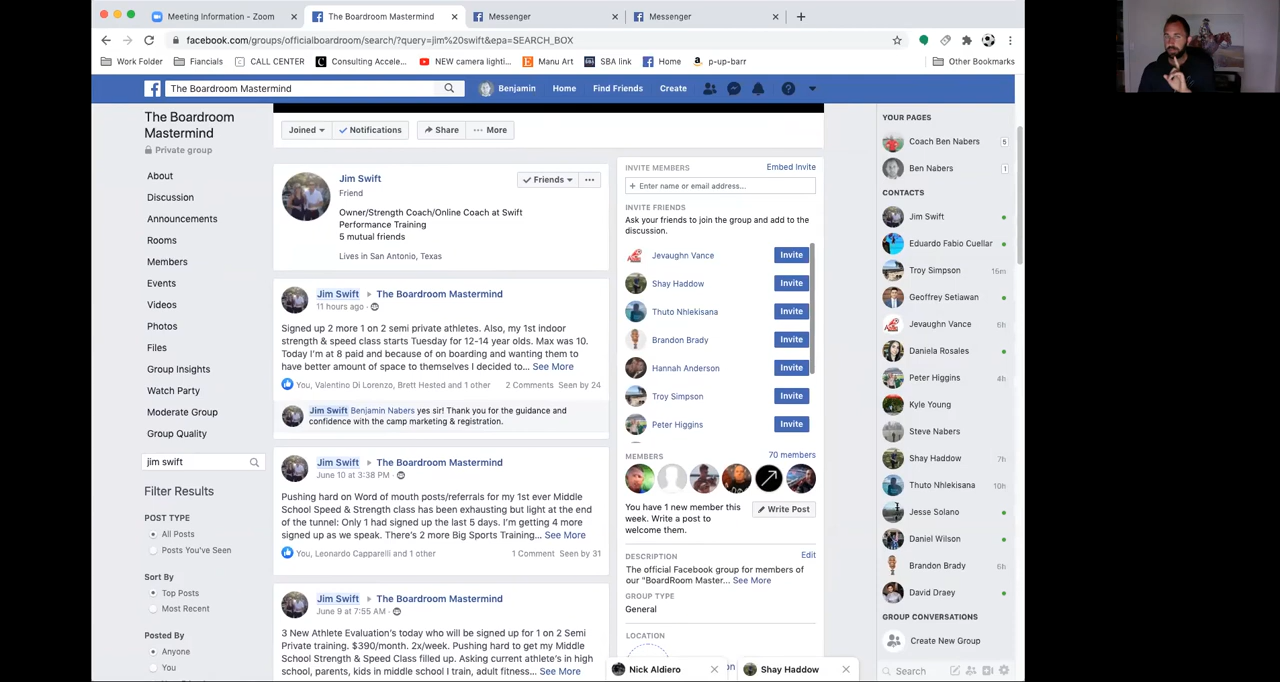 Meeting Information - Zoom
The Boardroom Mastermind
Messenger
Messenger
facebook.com/groups/officialboardroom/search/?query=jim%20swift&epa=SEARCH_BOX
Work Folder
Fiancials
CALL CENTER
Consulting Accele...
NEW camera lighti...
Manu Art
SBA link
Home
p-up-barr
Other Bookmarks
The Boardroom Mastermind
Benjamin
Home
Find Friends
Create
The Boardroom
Mastermind
Private group
About
Discussion
Announcements
Rooms
Members
Events
Videos
Photos
Files
Group Insights
Watch Party
Moderate Group
Group Quality
jim swift
Filter Results
POST TYPE
All Posts
Posts You've Seen
Sort By
Top Posts
Most Recent
Posted By
Anyone
You
Joined
Notifications
Share
More
Jim Swift
Friend
Friends
Owner/Strength Coach/Online Coach at Swift
Performance Training
5 mutual friends
Lives in San Antonio, Texas
Jim Swift The Boardroom Mastermind
11 hours ago
Signed up 2 more 1 on 2 semi private athletes. Also, my 1st indoor
strength & speed class starts Tuesday for 12-14 year olds. Max was 10.
Today I'm at 8 paid and because of on boarding and wanting them to
have better amount of space to themselves I decided to... See More
You, Valentino Di Lorenzo, Brett Hested and 1 other
2 Comments Seen by 24
Jim Swift Benjamin Nabers yes sir! Thank you for the guidance and
confidence with the camp marketing & registration.
Jim Swift The Boardroom Mastermind
June 10 at 3:38 PM
Pushing hard on Word of mouth posts/referrals for my 1st ever Middle
School Speed & Strength class has been exhausting but light at the end
of the tunnel: Only 1 had signed up the last 5 days. I'm getting 4 more
signed up as we speak. There's 2 more Big Sports Training... See More
You, Leonardo Capparelli and 1 other
1 Comment Seen by 31
Jim Swift The Boardroom Mastermind
June 9 at 7:55 AM
3 New Athlete Evaluation's today who will be signed up for 1 on 2 Semi
Private training. $390/month. 2x/week. Pushing hard to get my Middle
School Strength & Speed Class filled up. Asking current athlete's in high
school, parents, kids in middle school I train, adult fitness... See More
INVITE MEMBERS
Embed Invite
+ Enter name or email address...
INVITE FRIENDS
Ask your friends to join the group and add to the
discussion.
Jevaughn Vance Invite
Shay Haddow Invite
Thuto Nhlekisana Invite
Brandon Brady Invite
Hannah Anderson Invite
Troy Simpson Invite
Peter Higgins Invite
MEMBERS
70 members
You have 1 new member this
week. Write a post to
welcome them.
Write Post
DESCRIPTION
Edit
The official Facebook group for members of
our "BoardRoom Master... See More
GROUP TYPE
General
LOCATION
Nick Aldiero
Shay Haddow
YOUR PAGES
Coach Ben Nabers 5
Ben Nabers 1
CONTACTS
Jim Swift
Eduardo Fabio Cuellar
Troy Simpson 16m
Geoffrey Setiawan
Jevaughn Vance 6h
Daniela Rosales
Peter Higgins 4h
Kyle Young
Steve Nabers
Shay Haddow 7h
Thuto Nhlekisana 10h
Jesse Solano
Daniel Wilson
Brandon Brady 6h
David Draey
GROUP CONVERSATIONS
Create New Group
Search